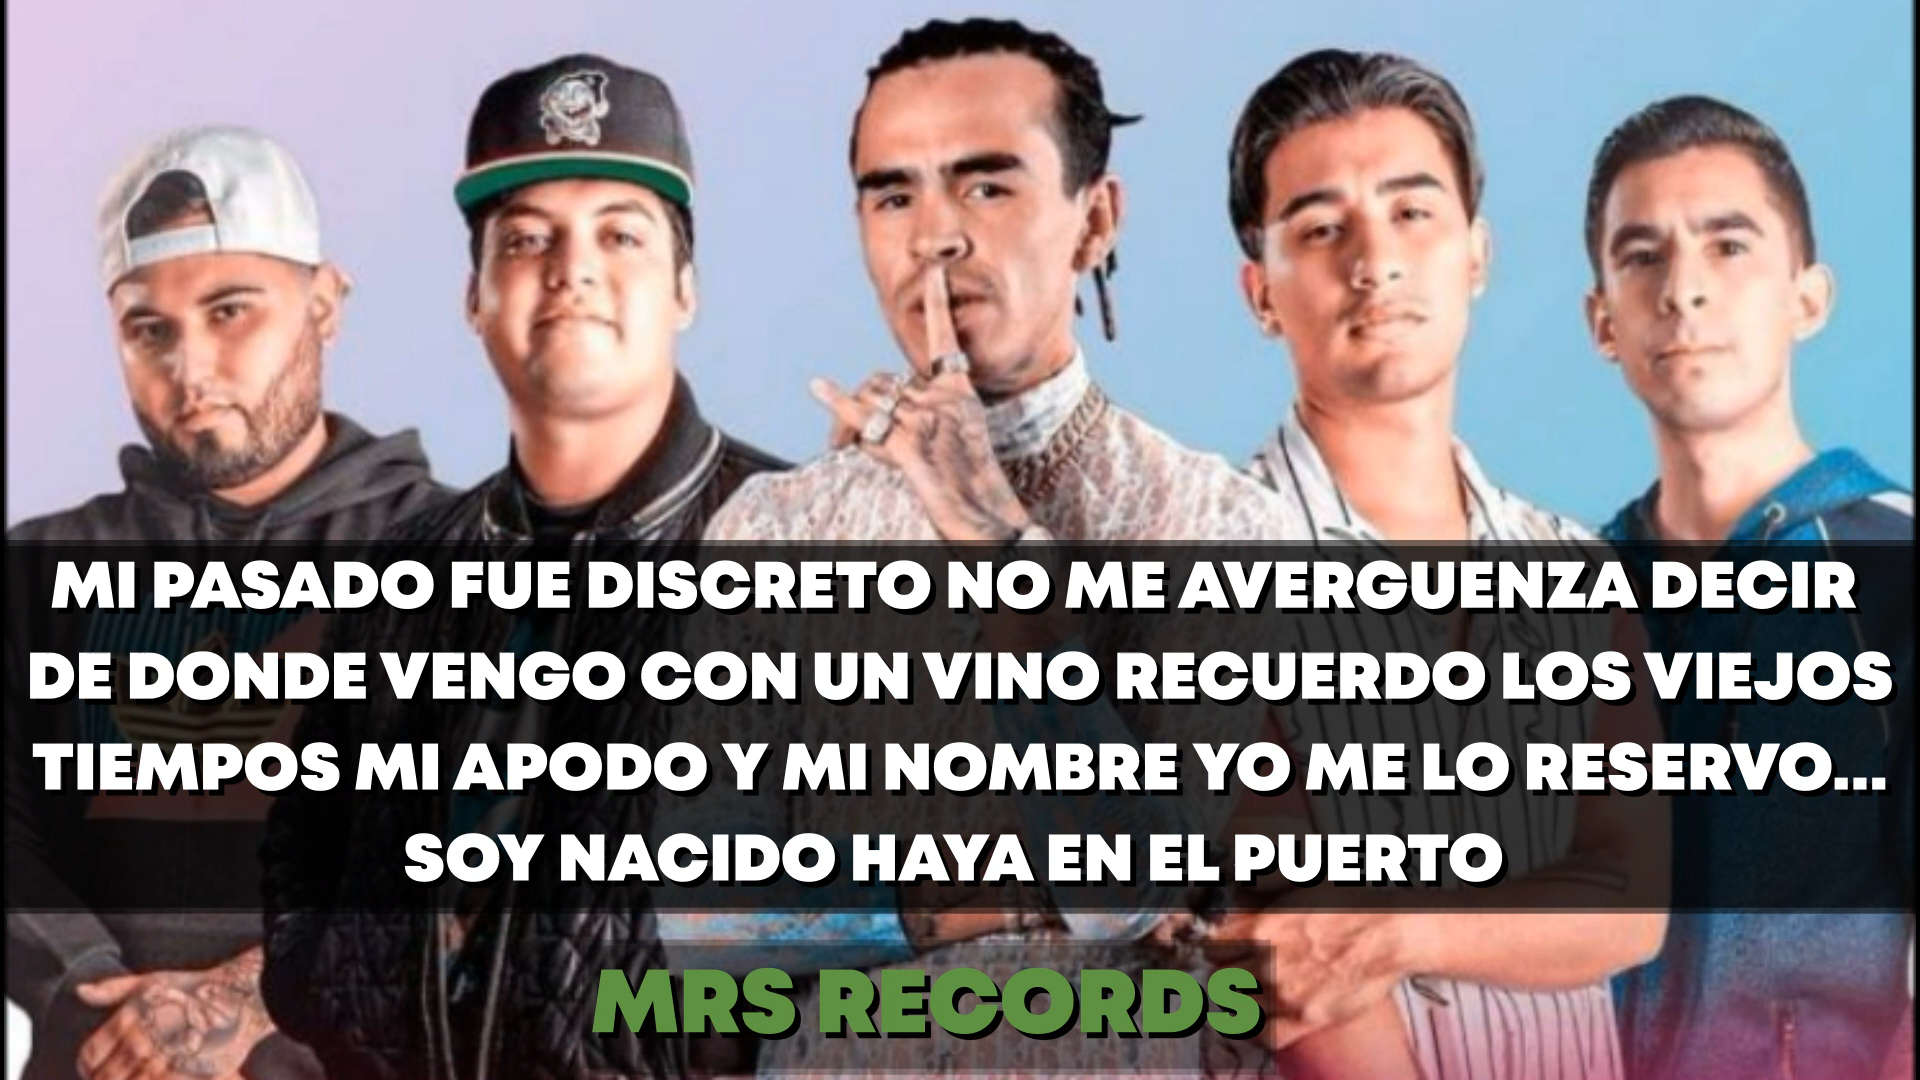 MI PASADO FUE DISCRETO NO ME AVERGUENZA DECIR
DE DONDE VENGO CON UN VINO RECUERDO LOS VIEJOS
TIEMPOS MI APODO Y MI NOMBRE YO ME LO RESERVO...
SOY NACIDO HAYA EN EL PUERTO
MRS RECORDS